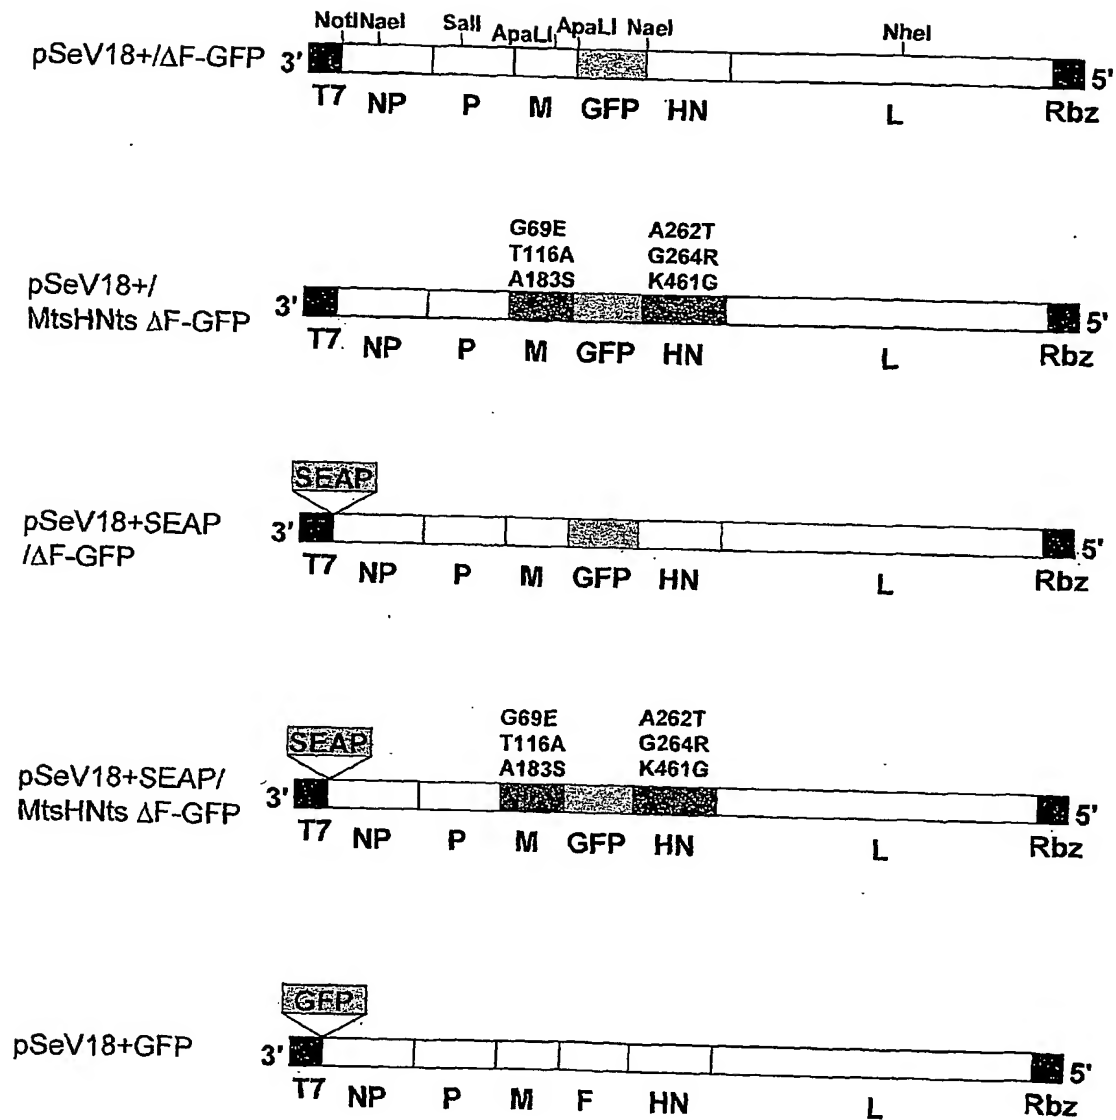 NotI NaeI SalI ApaLI ApaLI NaeI NheI
pSeV18+/ΔF-GFP 3' 5'
T7 NP P M GFP HN L Rbz
G69E A262T
T116A G264R
A183S K461G
pSeV18+/
MtsHNts ΔF-GFP 3' 5'
T7 NP P M GFP HN L Rbz
SEAP
pSeV18+SEAP
/ΔF-GFP 3' 5'
T7 NP P M GFP HN L Rbz
G69E A262T
T116A G264R
A183S K461G
SEAP
pSeV18+SEAP/
MtsHNts ΔF-GFP 3' 5'
T7 NP P M GFP HN L Rbz
GFP
pSeV18+GFP 3' 5'
T7 NP P M F HN L Rbz